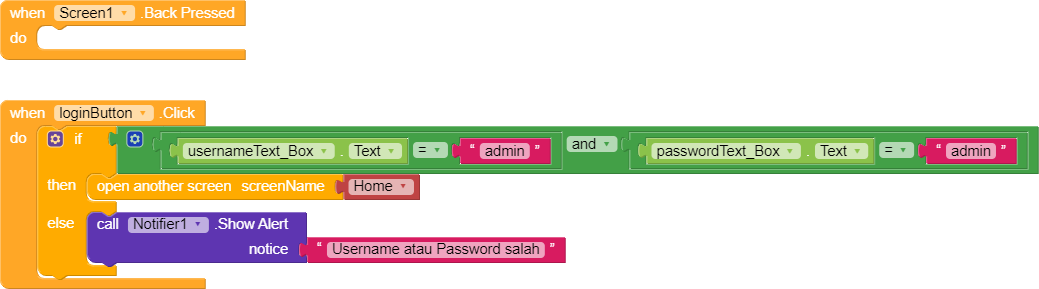 when Screen1 .Back Pressed
do
when loginButton .Click
do if usernameText_Box . Text = “ admin ” and passwordText_Box . Text = “ admin ”
then open another screen screenName Home
else call Notifier1 .Show Alert
notice “ Username atau Password salah ”